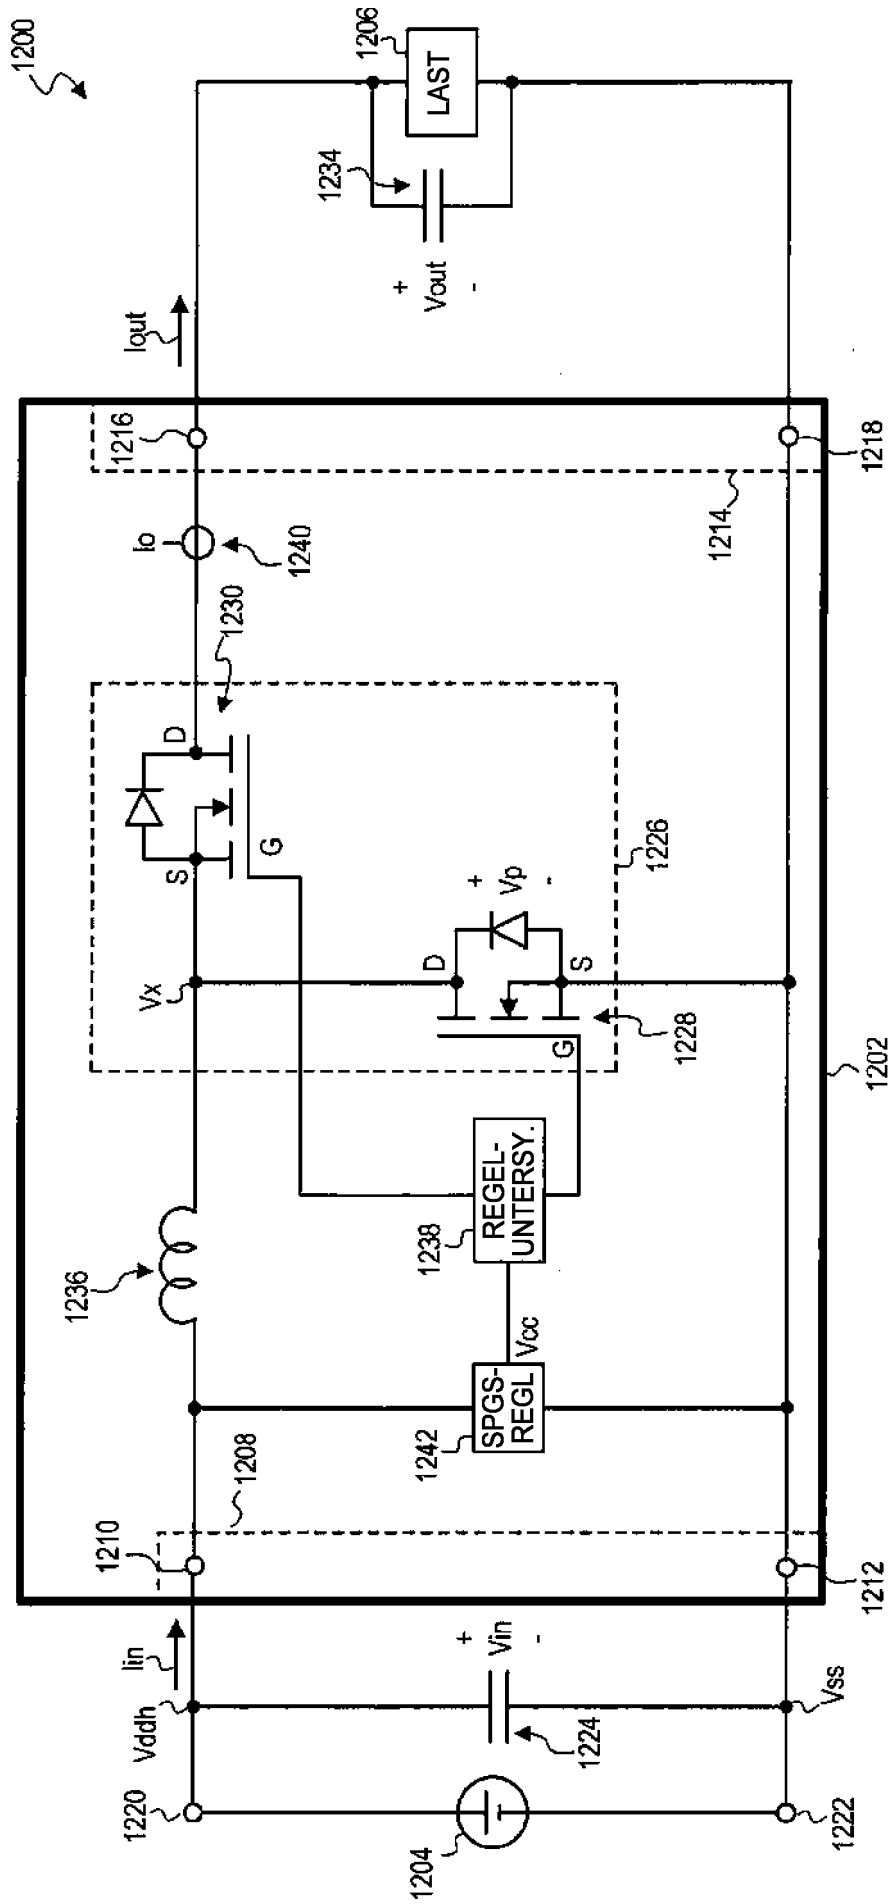 1200
1206
LAST
1234
+
Vout
-
Iout
1216
1218
1214
Io
1240
1230
D
S
G
Vx
1226
+
Vp
-
D
S
G
1228
1202
1236
REGEL-
UNTERSY.
1238
Vcc
SPGS-
REGL
1242
1208
1210
1212
Iin
Vddh
+
Vin
-
1224
Vss
1220
1222
1204